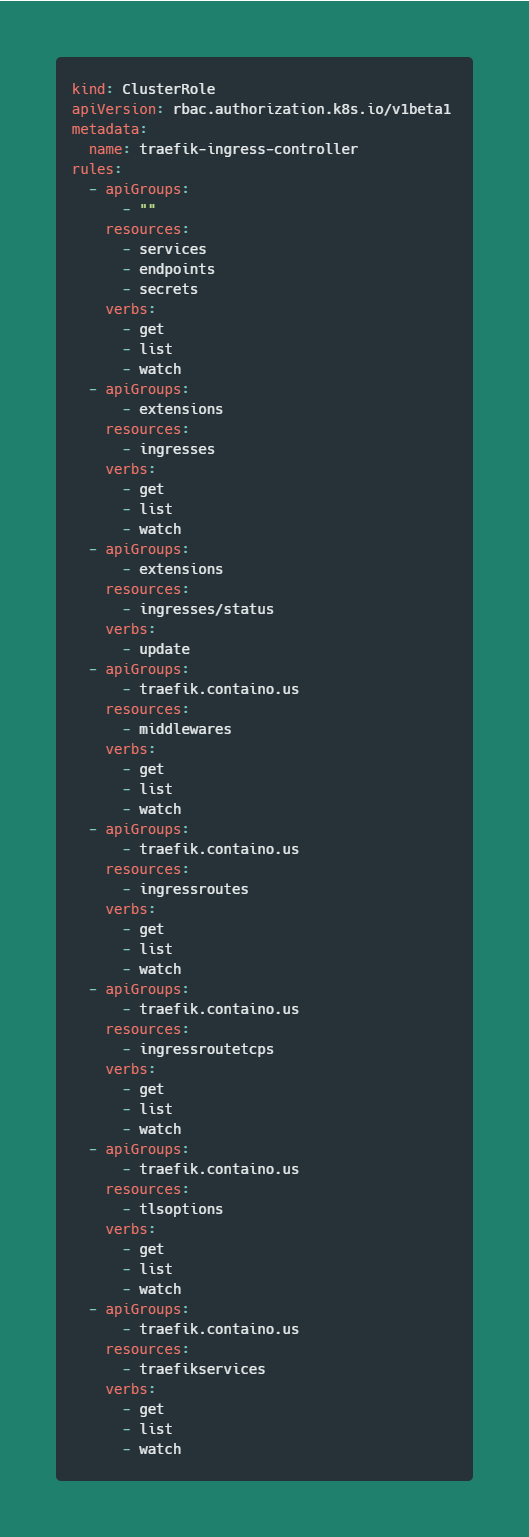 kind: ClusterRole
apiVersion: rbac.authorization.k8s.io/v1beta1
metadata:
  name: traefik-ingress-controller
rules:
  - apiGroups:
      - ""
    resources:
      - services
      - endpoints
      - secrets
    verbs:
      - get
      - list
      - watch
  - apiGroups:
      - extensions
    resources:
      - ingresses
    verbs:
      - get
      - list
      - watch
  - apiGroups:
      - extensions
    resources:
      - ingresses/status
    verbs:
      - update
  - apiGroups:
      - traefik.containo.us
    resources:
      - middlewares
    verbs:
      - get
      - list
      - watch
  - apiGroups:
      - traefik.containo.us
    resources:
      - ingressroutes
    verbs:
      - get
      - list
      - watch
  - apiGroups:
      - traefik.containo.us
    resources:
      - ingressroutetcps
    verbs:
      - get
      - list
      - watch
  - apiGroups:
      - traefik.containo.us
    resources:
      - tlsoptions
    verbs:
      - get
      - list
      - watch
  - apiGroups:
      - traefik.containo.us
    resources:
      - traefikservices
    verbs:
      - get
      - list
      - watch